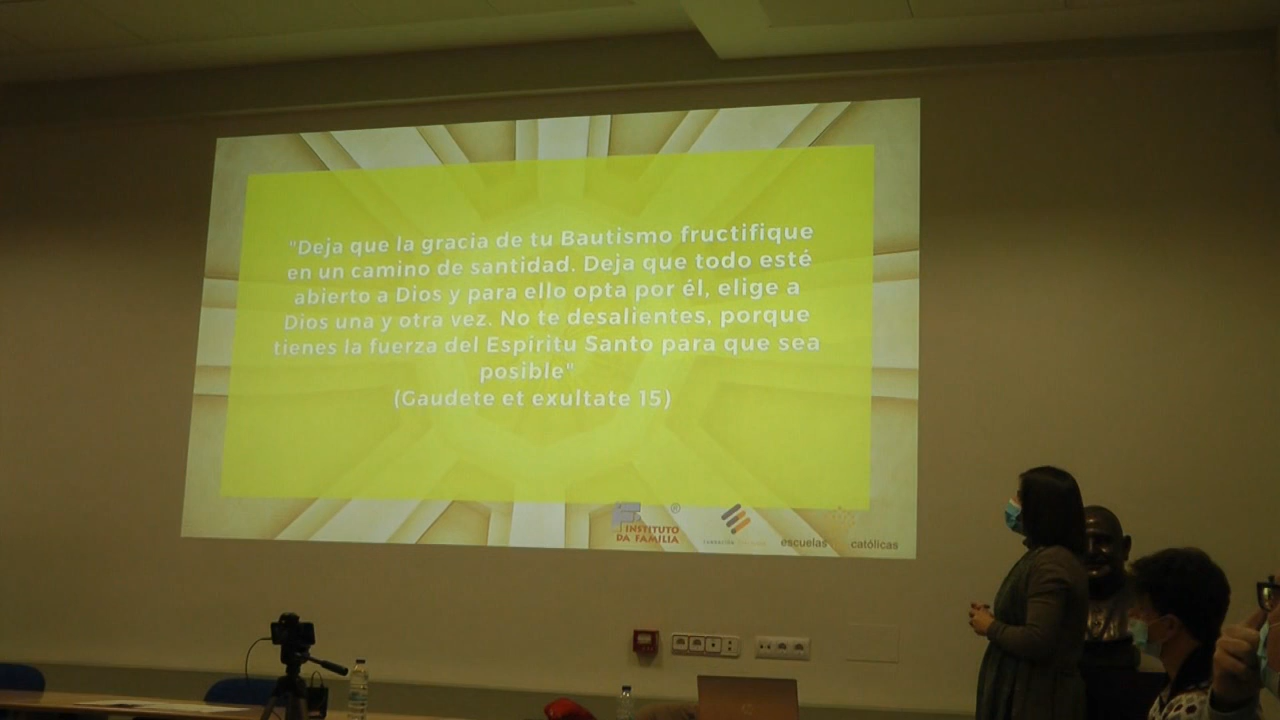 "Deja que la gracia de tu Bautismo fructifique
en un camino de santidad. Deja que todo esté
abierto a Dios y para ello opta por él, elige a
Dios una y otra vez. No te desalientes, porque
tienes la fuerza del Espíritu Santo para que sea
posible"
(Gaudete et exultate 15)
INSTITUTO
DA FAMILIA
®
FUNDACIÓN
escuelas católicas